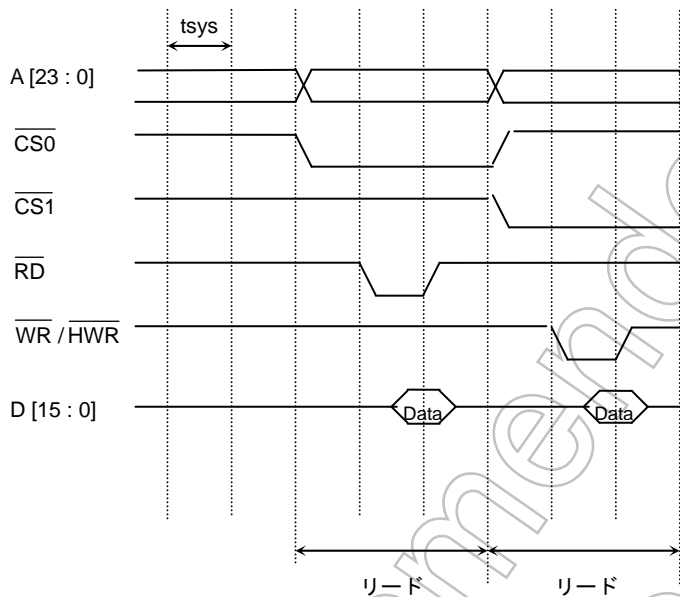 tsys
A [23 : 0]
CS0
CS1
RD
WR / HWR
D [15 : 0]
Data
Data
リード
リード